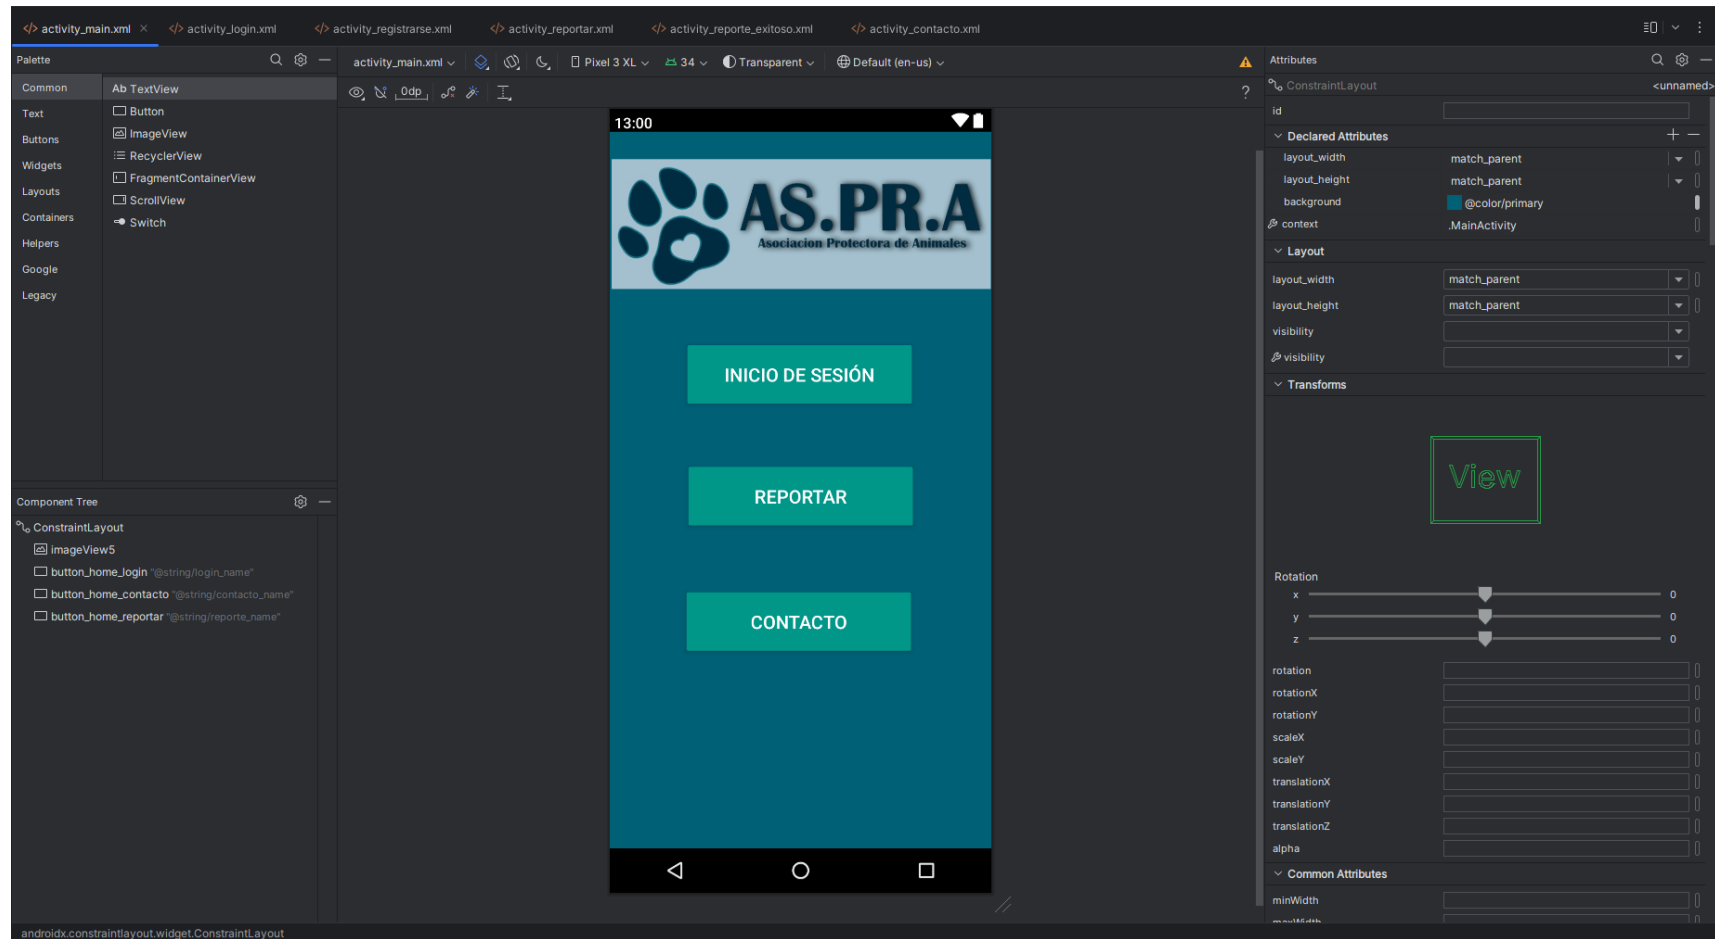 activity_main.xml
activity_login.xml
activity_registrarse.xml
activity_reportar.xml
activity_reporte_exitoso.xml
activity_contacto.xml
Palette
Common
Text
Buttons
Widgets
Layouts
Containers
Helpers
Google
Legacy
Ab TextView
Button
ImageView
RecyclerView
FragmentContainerView
ScrollView
Switch
Component Tree
ConstraintLayout
imageView5
button_home_login "@string/login_name"
button_home_contacto "@string/contacto_name"
button_home_reportar "@string/reporte_name"
activity_main.xml
Pixel 3 XL
34
Transparent
Default (en-us)
0dp
?
13:00
AS.PR.A
Asociacion Protectora de Animales
INICIO DE SESIÓN
REPORTAR
CONTACTO
Attributes
ConstraintLayout <unnamed>
id
Declared Attributes
layout_width match_parent
layout_height match_parent
background @color/primary
context .MainActivity
Layout
layout_width match_parent
layout_height match_parent
visibility
visibility
Transforms
View
Rotation
x 0
y 0
z 0
rotation
rotationX
rotationY
scaleX
scaleY
translationX
translationY
translationZ
alpha
Common Attributes
minWidth
maxWidth
androidx.constraintlayout.widget.ConstraintLayout